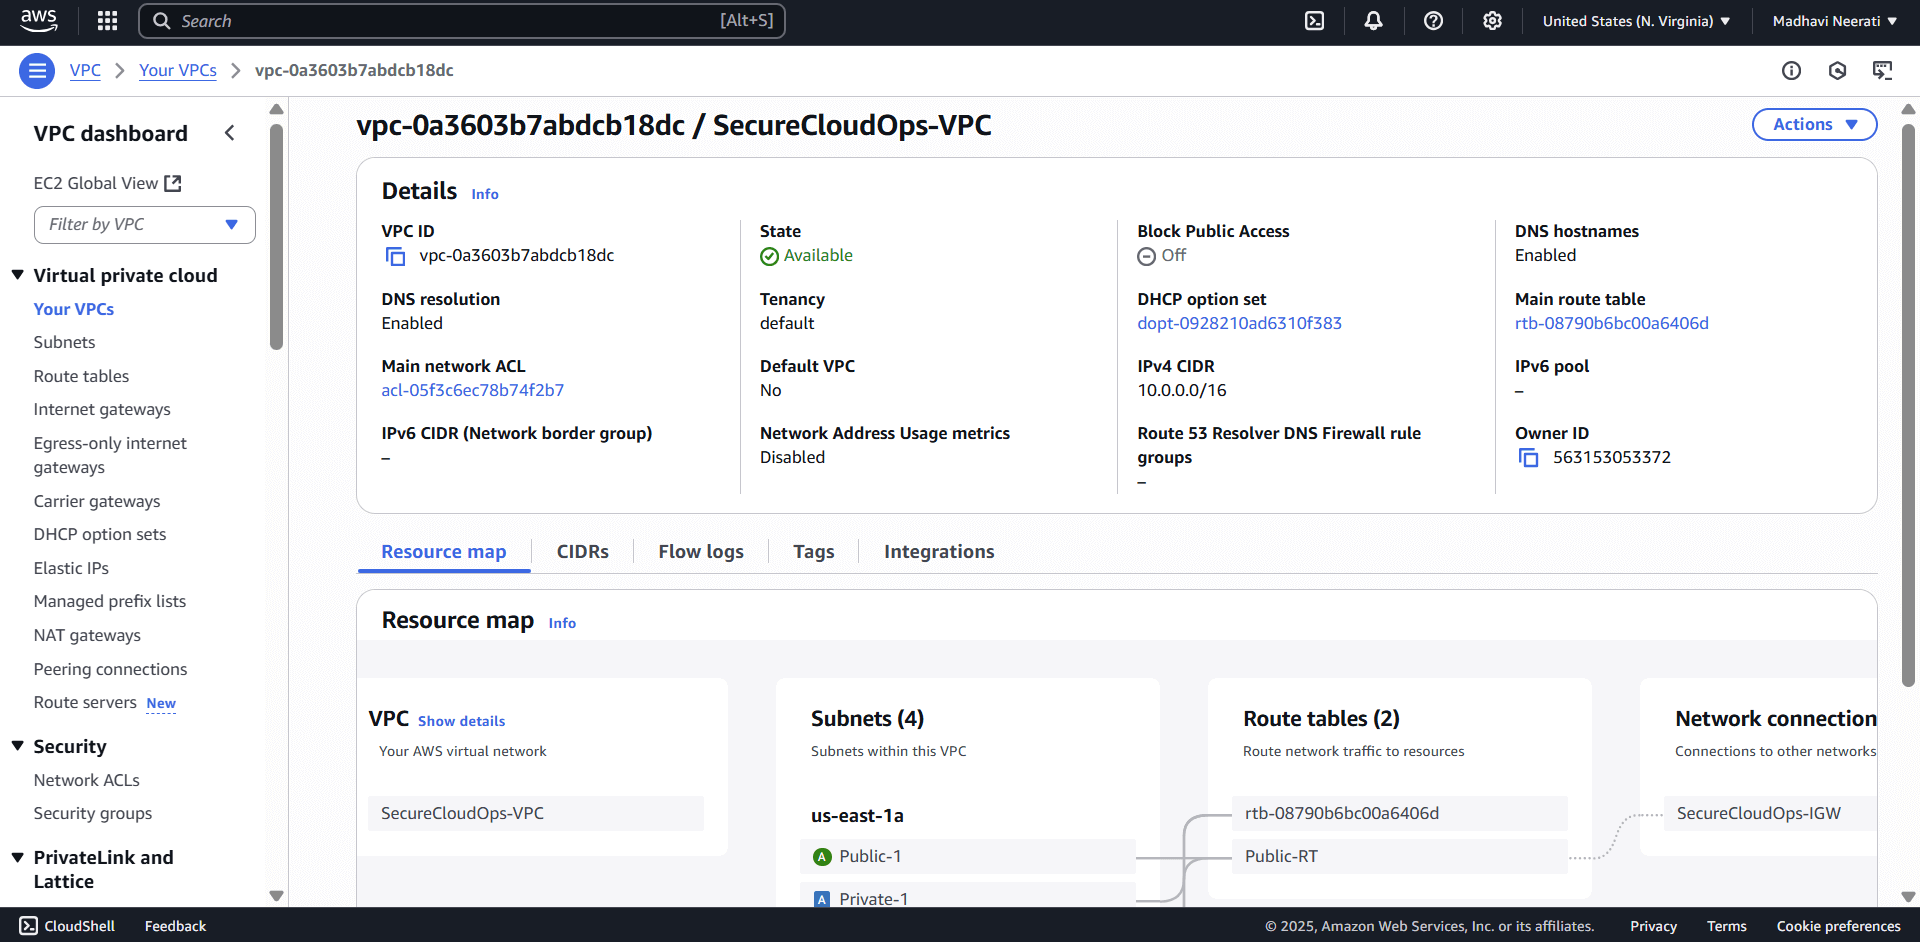 aws
Search
[Alt+S]
United States (N. Virginia)
Madhavi Neerati
VPC
Your VPCs
vpc-0a3603b7abdcb18dc
VPC dashboard
EC2 Global View
Filter by VPC
Virtual private cloud
Your VPCs
Subnets
Route tables
Internet gateways
Egress-only internet
gateways
Carrier gateways
DHCP option sets
Elastic IPs
Managed prefix lists
NAT gateways
Peering connections
Route servers New
Security
Network ACLs
Security groups
PrivateLink and
Lattice
vpc-0a3603b7abdcb18dc / SecureCloudOps-VPC
Actions
Details Info
VPC ID
vpc-0a3603b7abdcb18dc
State
Available
Block Public Access
Off
DNS hostnames
Enabled
DNS resolution
Enabled
Tenancy
default
DHCP option set
dopt-0928210ad6310f383
Main route table
rtb-08790b6bc00a6406d
Main network ACL
acl-05f3c6ec78b74f2b7
Default VPC
No
IPv4 CIDR
10.0.0.0/16
IPv6 pool
–
IPv6 CIDR (Network border group)
–
Network Address Usage metrics
Disabled
Route 53 Resolver DNS Firewall rule
groups
–
Owner ID
563153053372
Resource map
CIDRs
Flow logs
Tags
Integrations
Resource map Info
VPC Show details
Your AWS virtual network
SecureCloudOps-VPC
Subnets (4)
Subnets within this VPC
us-east-1a
A Public-1
A Private-1
Route tables (2)
Route network traffic to resources
rtb-08790b6bc00a6406d
Public-RT
Network connection
Connections to other networks
SecureCloudOps-IGW
CloudShell
Feedback
© 2025, Amazon Web Services, Inc. or its affiliates.
Privacy
Terms
Cookie preferences